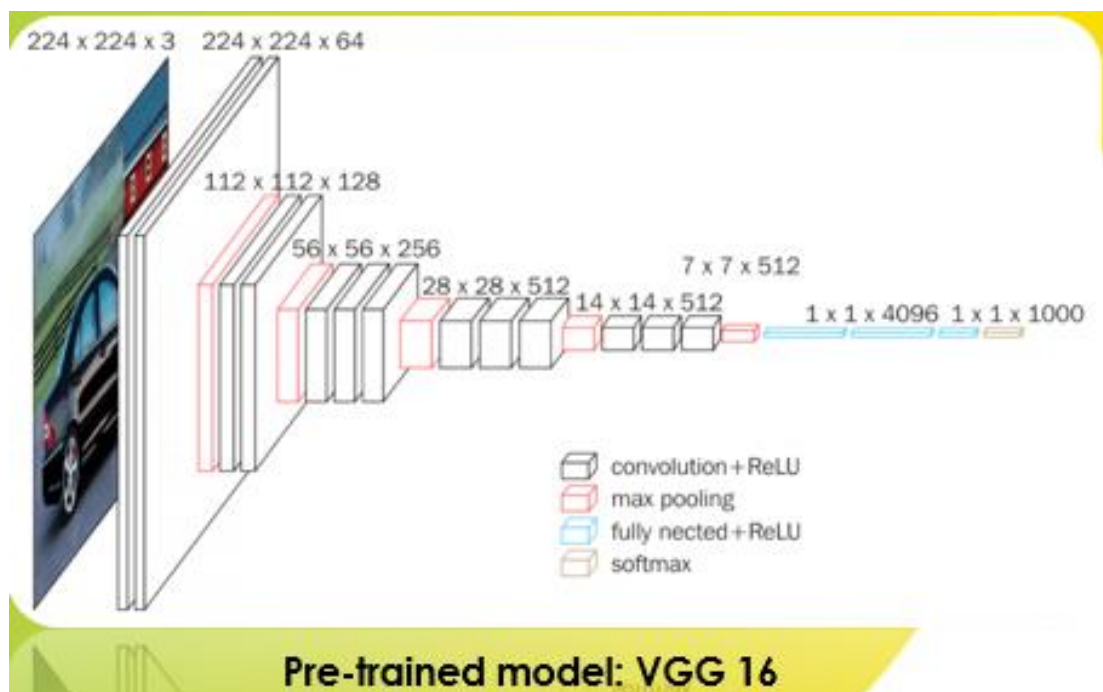 224 x 224 x 3 224 x 224 x 64
112 x 112 x 128
56 x 56 x 256
28 x 28 x 512
14 x 14 x 512
7 x 7 x 512
1 x 1 x 4096 1 x 1 x 1000
convolution+ReLU
max pooling
fully nected+ReLU
softmax
Pre-trained model: VGG 16